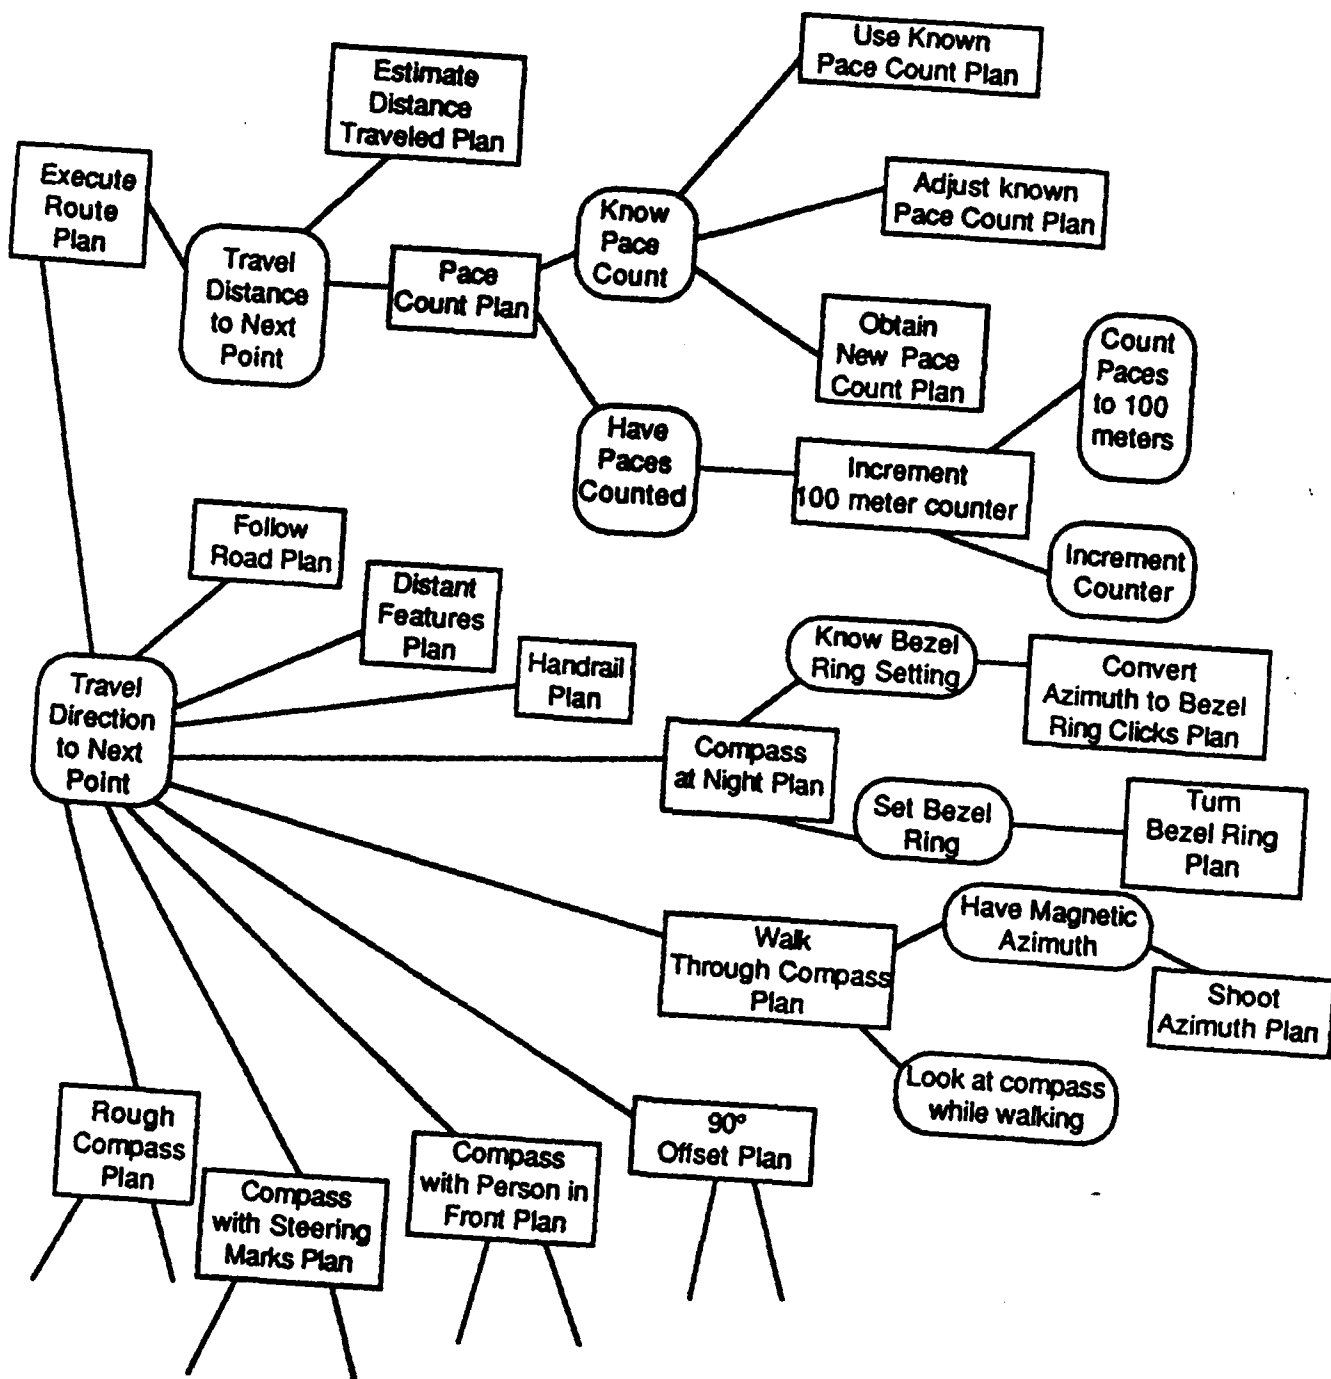 Use Known
Pace Count Plan
Estimate
Distance
Traveled Plan
Execute
Route
Plan
Adjust known
Pace Count Plan
Know
Pace
Count
Travel
Distance
to Next
Point
Pace
Count Plan
Obtain
New Pace
Count Plan
Count
Paces
to 100
meters
Have
Paces
Counted
Increment
100 meter counter
Increment
Counter
Follow
Road Plan
Distant
Features
Plan
Handrail
Plan
Know Bezel
Ring Setting
Convert
Azimuth to Bezel
Ring Clicks Plan
Travel
Direction
to Next
Point
Compass
at Night Plan
Set Bezel
Ring
Turn
Bezel Ring
Plan
Walk
Through Compass
Plan
Have Magnetic
Azimuth
Shoot
Azimuth Plan
Look at compass
while walking
Rough
Compass
Plan
Compass
with Steering
Marks Plan
Compass
with Person in
Front Plan
90°
Offset Plan